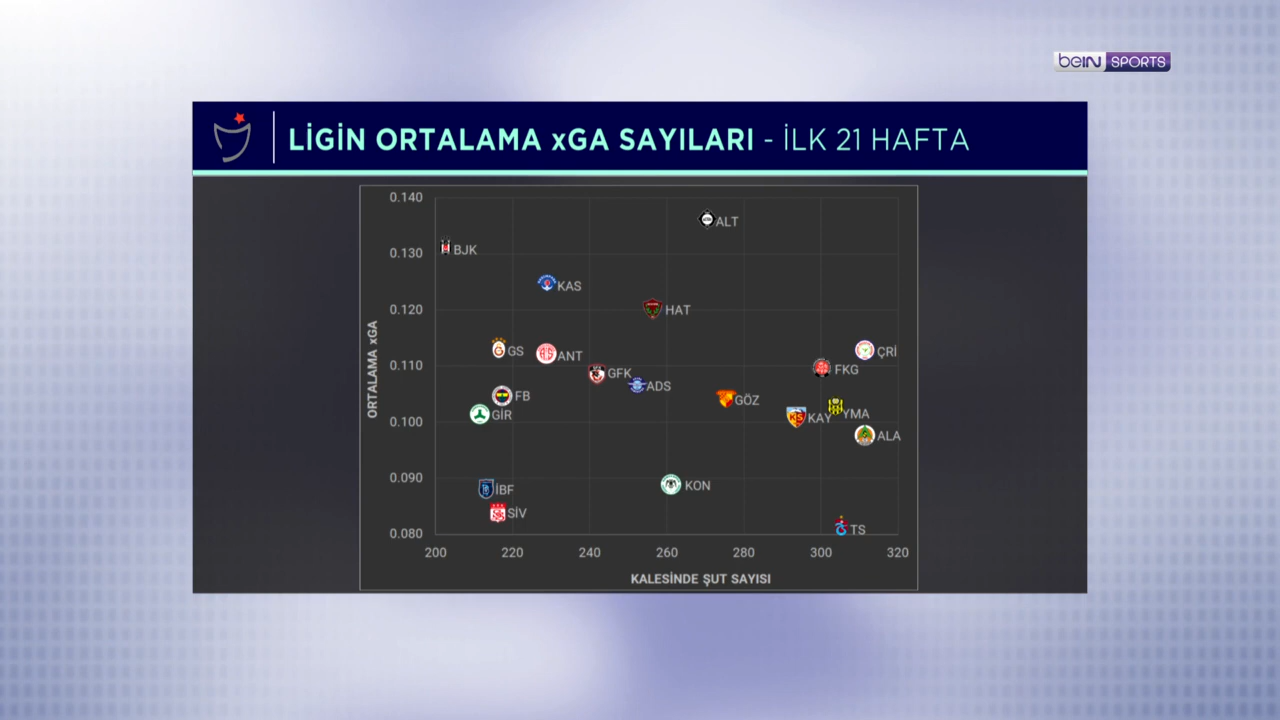 beIN SPORTS
LİGİN ORTALAMA xGA SAYILARI - İLK 21 HAFTA
0.140
ALT
0.130
BJK
KAS
0.120
HAT
ORTALAMA xGA
GS
ANT
ÇRİ
0.110
GFK
FKG
ADS
FB
GÖZ
GİR
KAY
YMA
0.100
ALA
0.090
İBF
KON
SİV
0.080
TS
200 220 240 260 280 300 320
KALESİNDE ŞUT SAYISI